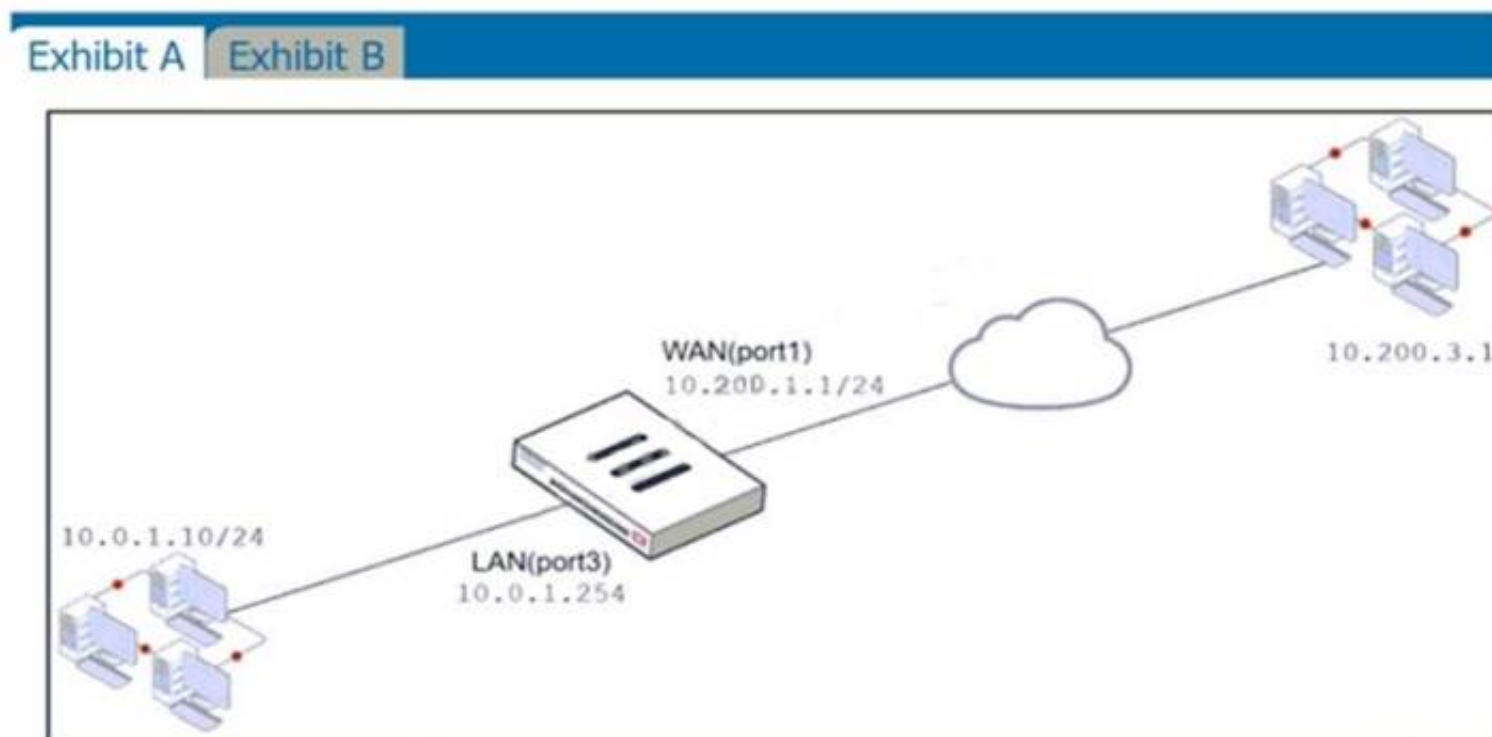 Exhibit A Exhibit B
WAN(port1)
10.200.1.1/24
10.200.3.1
10.0.1.10/24
LAN(port3)
10.0.1.254